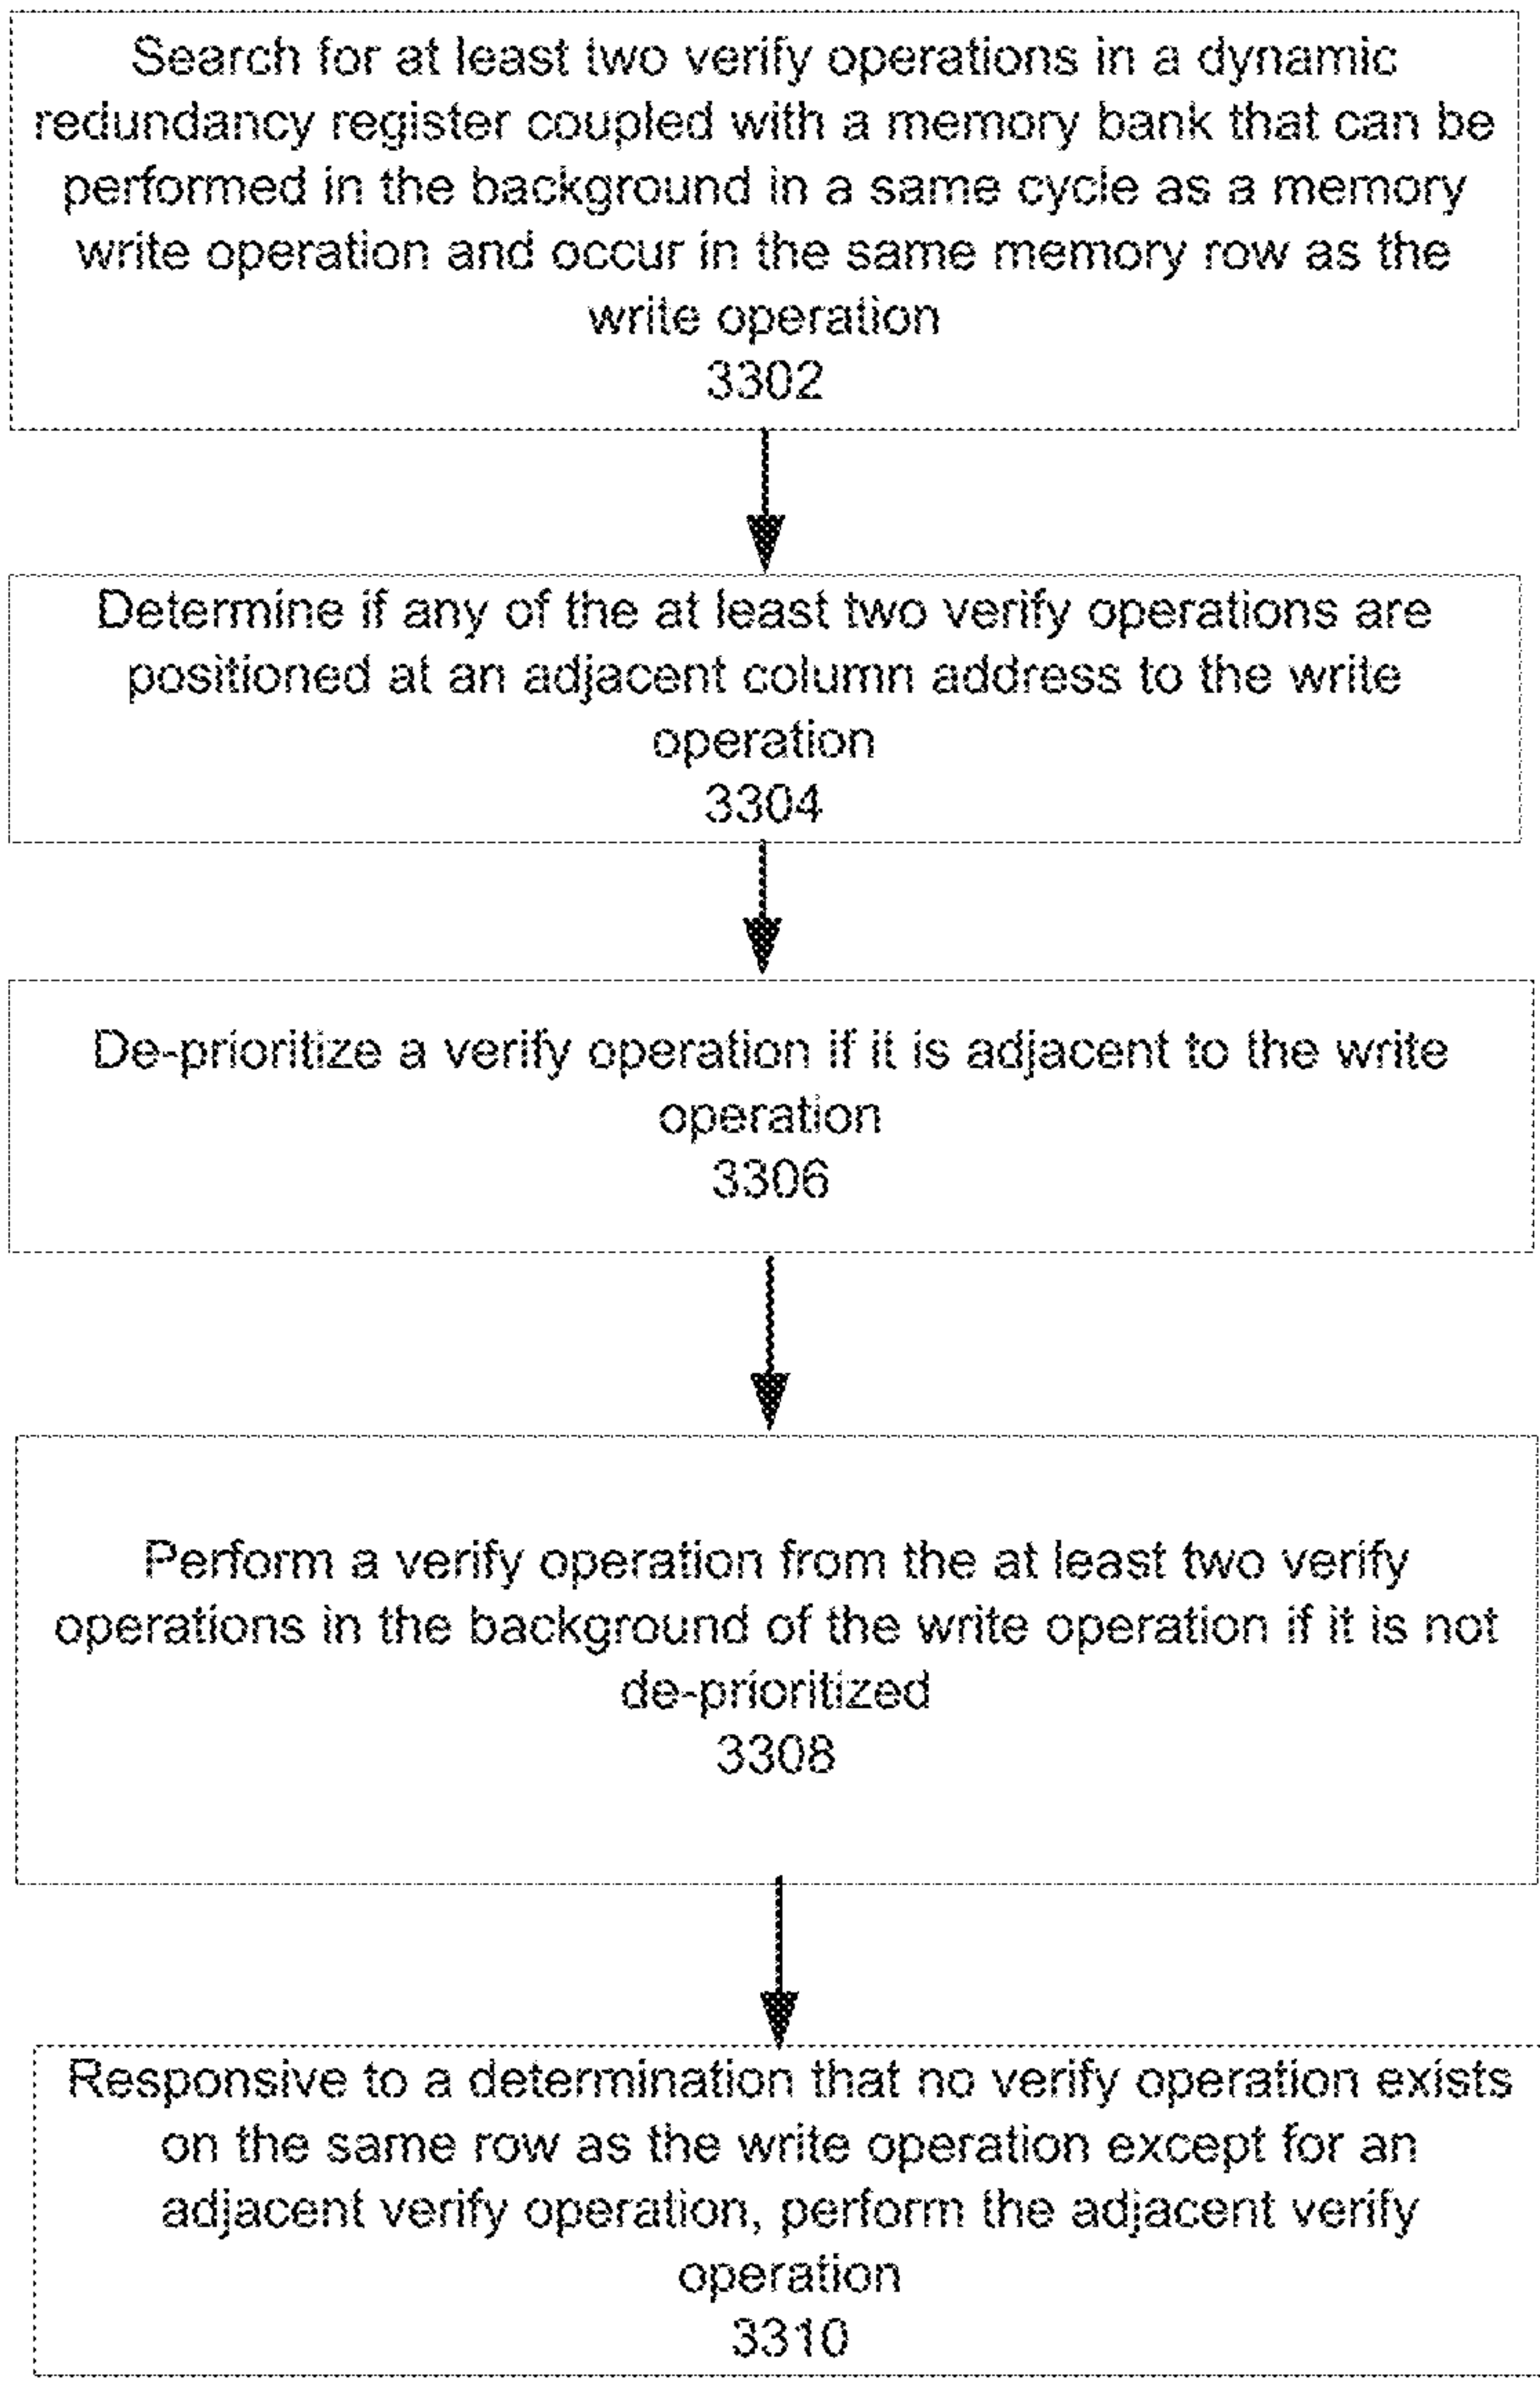 Search for at least two verify operations in a dynamic
redundancy register coupled with a memory bank that can be
performed in the background in a same cycle as a memory
write operation and occur in the same memory row as the
write operation
3302
Determine if any of the at least two verify operations are
positioned at an adjacent column address to the write
operation
3304
De-prioritize a verify operation if it is adjacent to the write
operation
3306
Perform a verify operation from the at least two verify
operations in the background of the write operation if it is not
de-prioritized
3308
Responsive to a determination that no verify operation exists
on the same row as the write operation except for an
adjacent verify operation, perform the adjacent verify
operation
3310